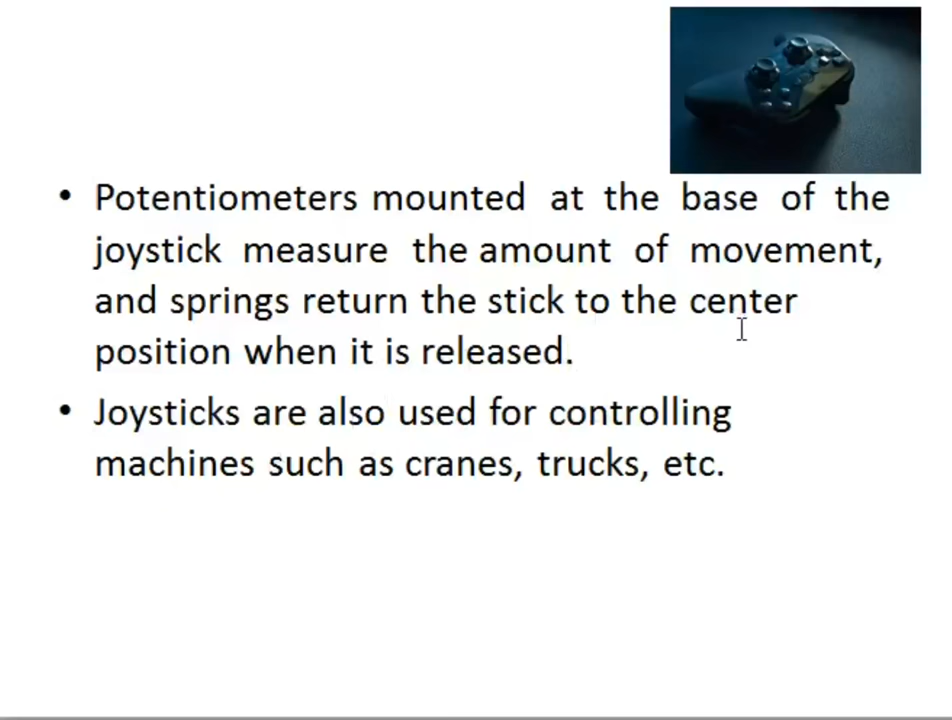 • Potentiometers mounted at the base of the
joystick measure the amount of movement,
and springs return the stick to the center
position when it is released.
• Joysticks are also used for controlling
machines such as cranes, trucks, etc.